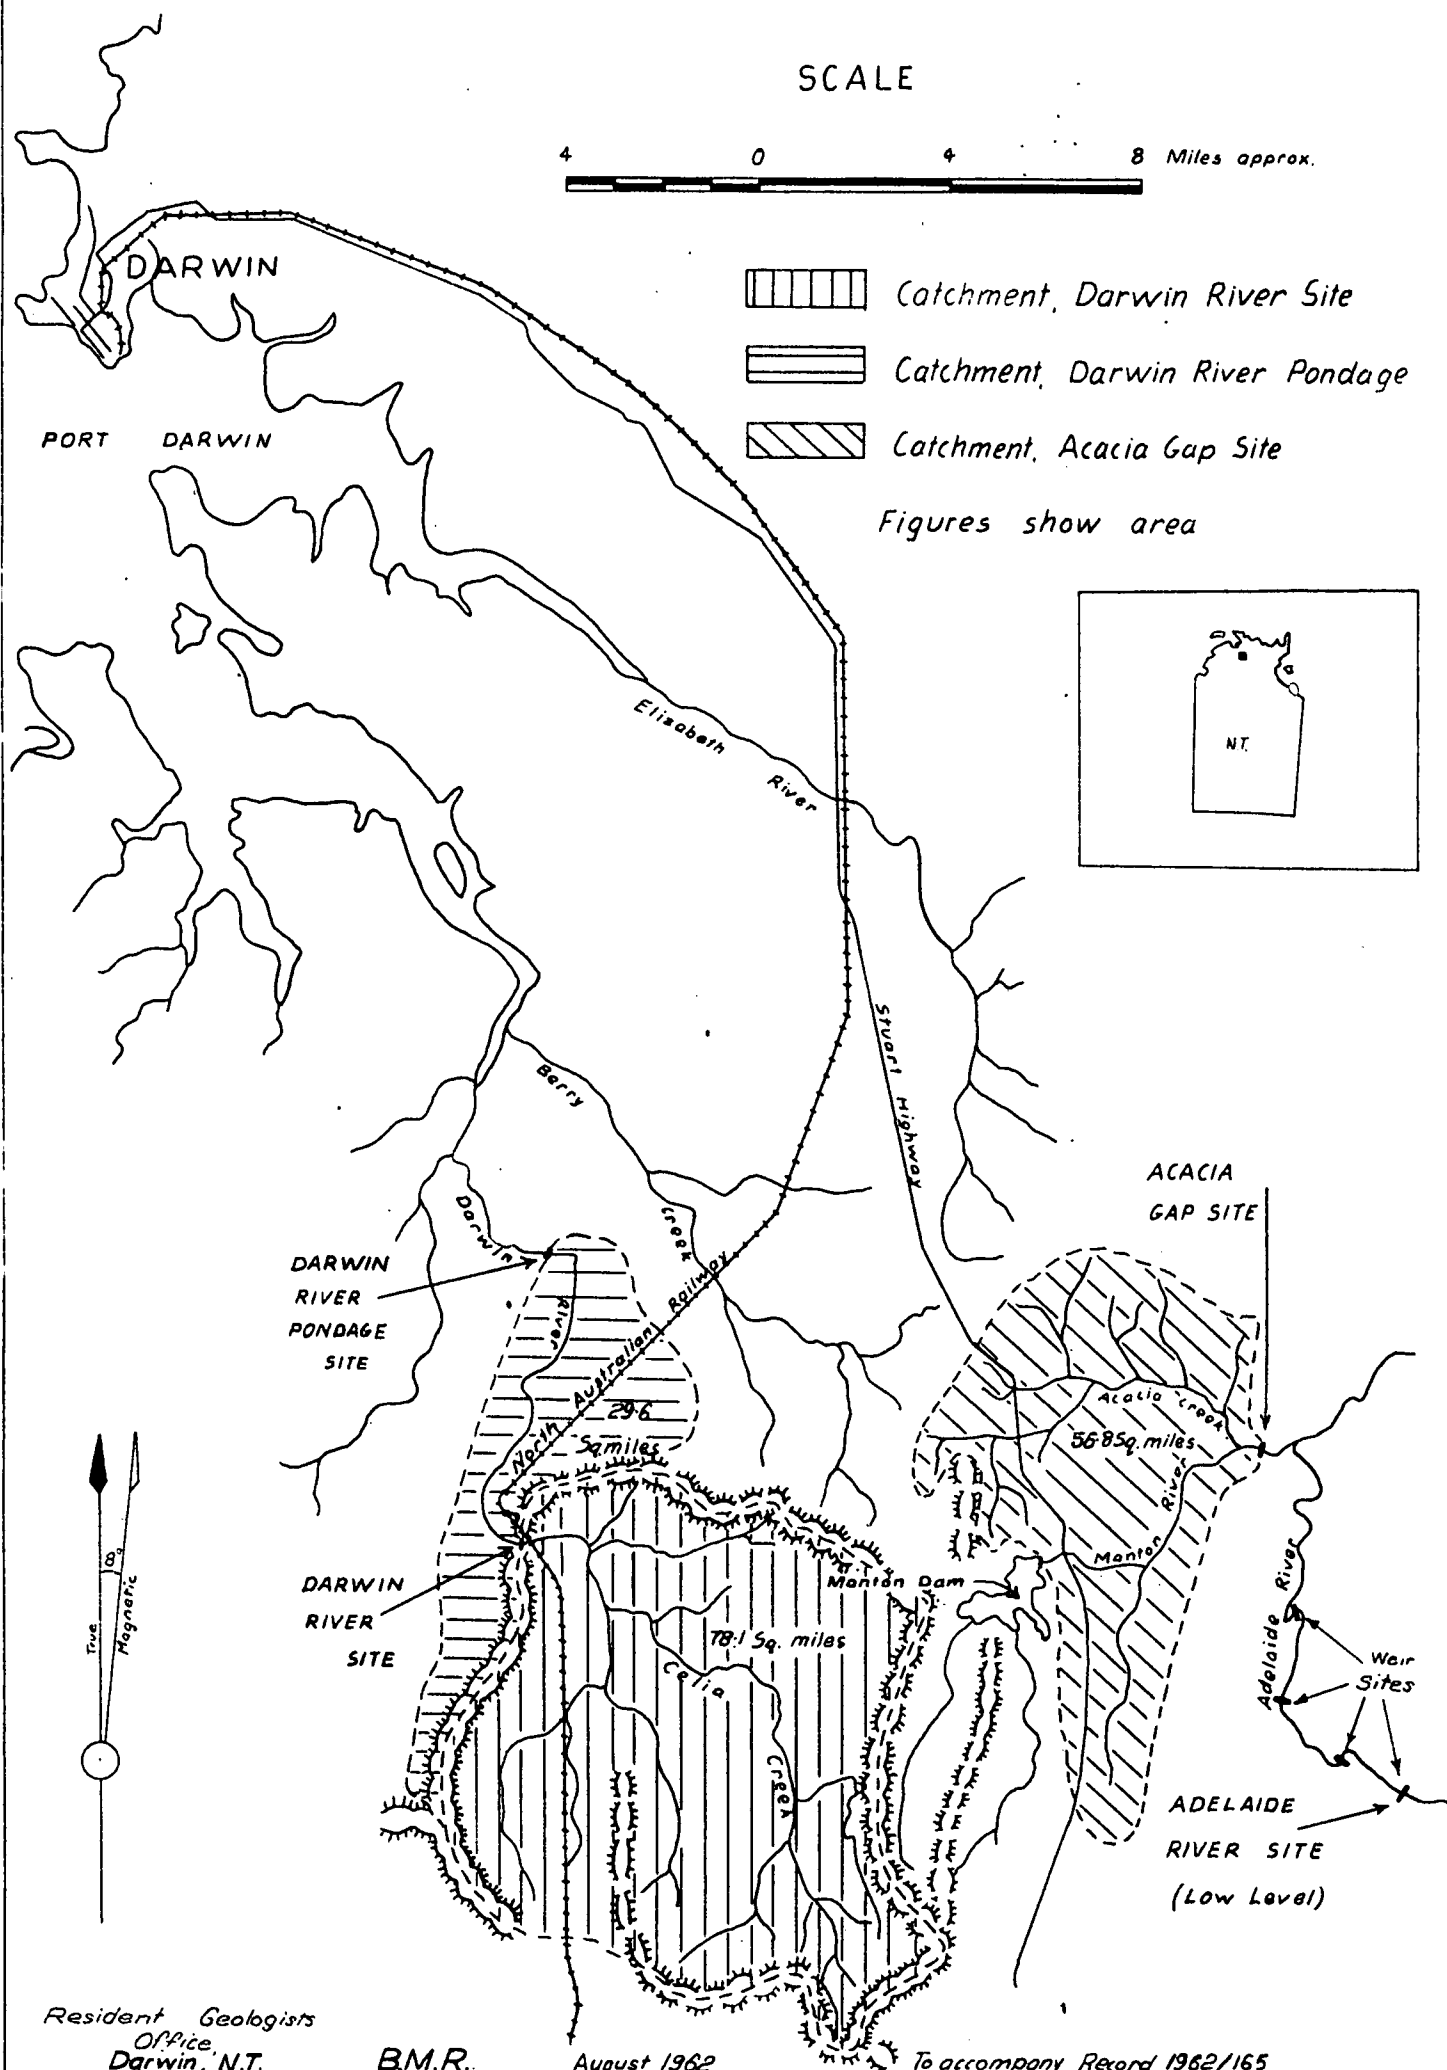 SCALE
4 0 4 8 Miles approx.
DARWIN
Catchment, Darwin River Site
Catchment, Darwin River Pondage
Catchment, Acacia Gap Site
Figures show area
PORT DARWIN
N.T.
Elizabeth
River
Stuart Highway
Berry
Creek
Darwin
River
ACACIA
GAP SITE
DARWIN
RIVER
PONDAGE
SITE
North Australian Railway
29·6
Sq miles
Acacia Creek
56·8 Sq. miles
Manton
River
Manton Dam
DARWIN
RIVER
SITE
78·1 Sq. miles
Celia
Creek
True
Magnetic
Adelaide River
Weir
Sites
ADELAIDE
RIVER SITE
(Low Level)
Resident Geologists
Office,
Darwin, N.T.
B.M.R.
August 1962
To accompany Record 1962/165